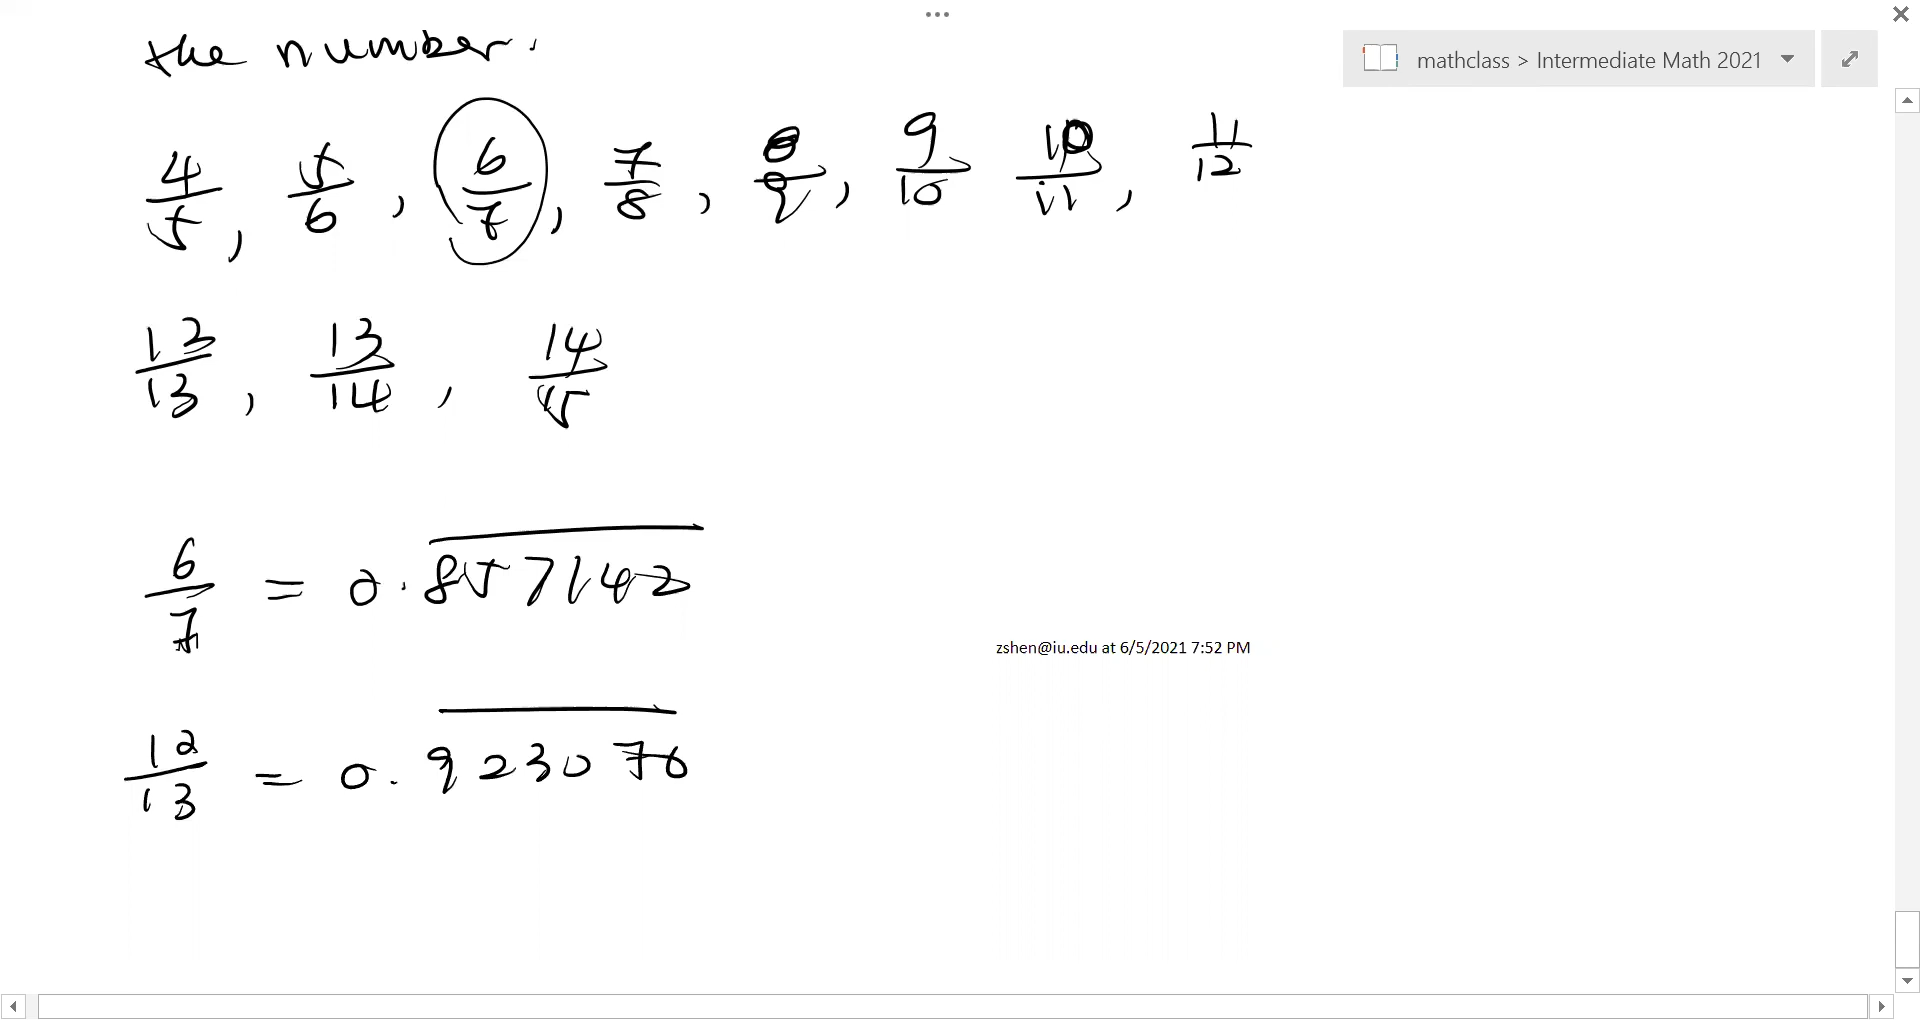 the number.
mathclass > Intermediate Math 2021
4/5, 5/6, 6/7, 7/8, 8/9, 9/10 10/11, 11/12
12/13, 13/14, 14/15
6/7 = 0.857142
zshen@iu.edu at 6/5/2021 7:52 PM
12/13 = 0.923076